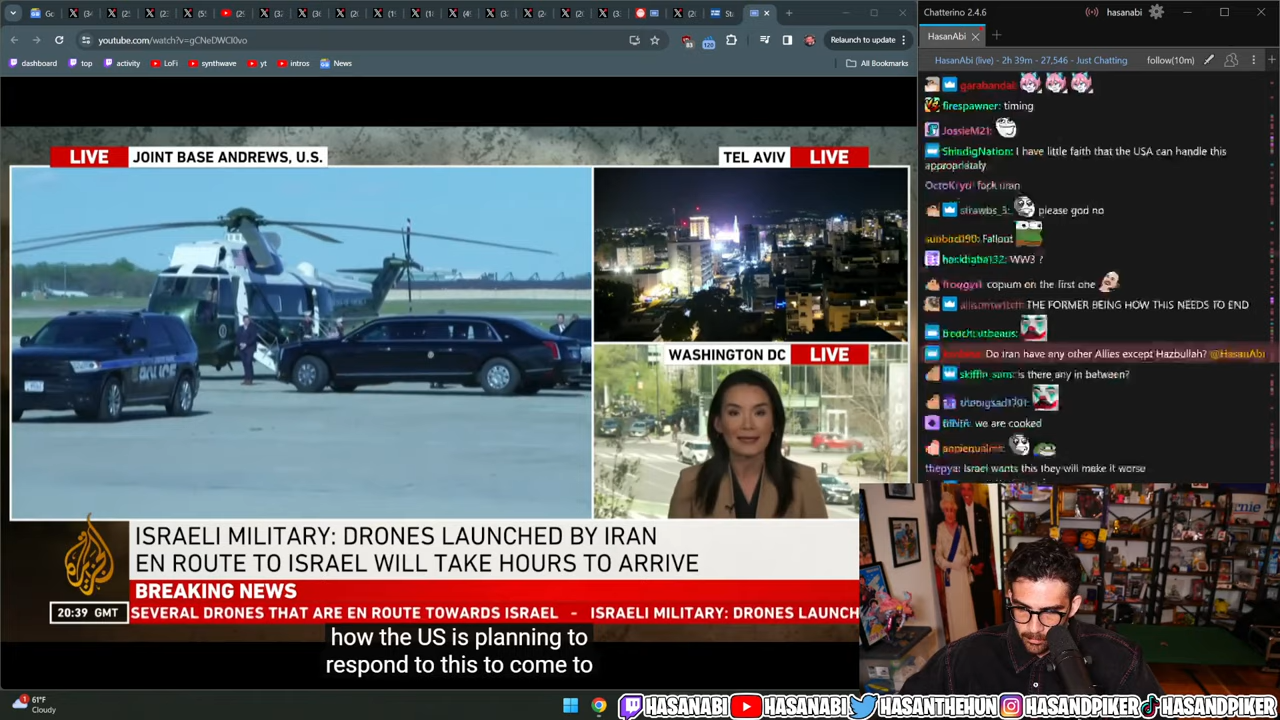 Chatterino 2.4.6
hasanabi
youtube.com/watch?v=gCNeDWCI0vo
Relaunch to update
HasanAbi
dashboard
top
activity
LoFi
synthwave
yt
intros
News
All Bookmarks
HasanAbi (live) - 2h 39m - 27,546 - Just Chatting
follow(10m)
garabandal:
firespawner: timing
JossieM21:
ShindigNation: I have little faith that the USA can handle this
appropriately
fuck man
please god no
Fallout
WW3 ?
copium on the first one
THE FORMER BEING HOW THIS NEEDS TO END
Do iran have any other Allies except Hazbullah? @HasanAbi
is there any in between?
we are cooked
thepya: Israel wants this they will make it worse
LIVE JOINT BASE ANDREWS, U.S.
TEL AVIV LIVE
POLICE
WASHINGTON DC LIVE
ISRAELI MILITARY: DRONES LAUNCHED BY IRAN
EN ROUTE TO ISRAEL WILL TAKE HOURS TO ARRIVE
BREAKING NEWS
20:39 GMT SEVERAL DRONES THAT ARE EN ROUTE TOWARDS ISRAEL - ISRAELI MILITARY: DRONES LAUNCH
how the US is planning to
respond to this to come to
61°F
Cloudy
HASANABI HASANABI HASANTHEHUN HASANDPIKER HASANDPIKER